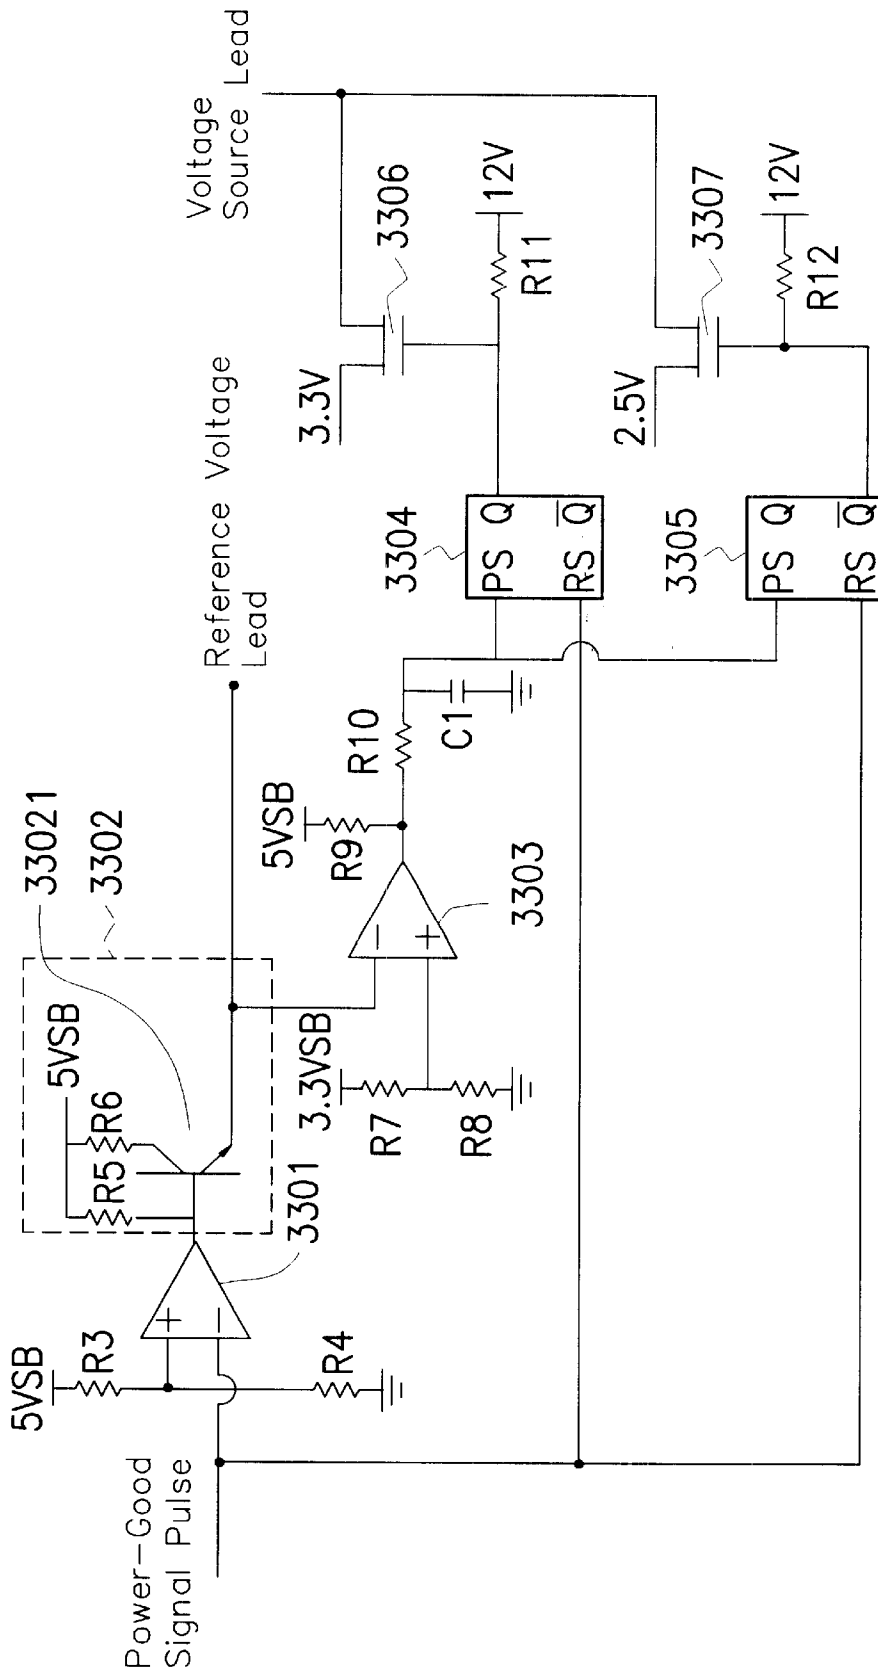 Power-Good
Signal Pulse
5VSB
R3
R4
+
−
3301
5VSB
R5
R6
33021
3302
Reference Voltage
Lead
3.3VSB
R7
R8
−
+
3303
5VSB
R9
R10
C1
3304
PS Q
RS Q̅
3305
PS Q
RS Q̅
3.3V
3306
R11
12V
2.5V
3307
R12
12V
Voltage
Source Lead